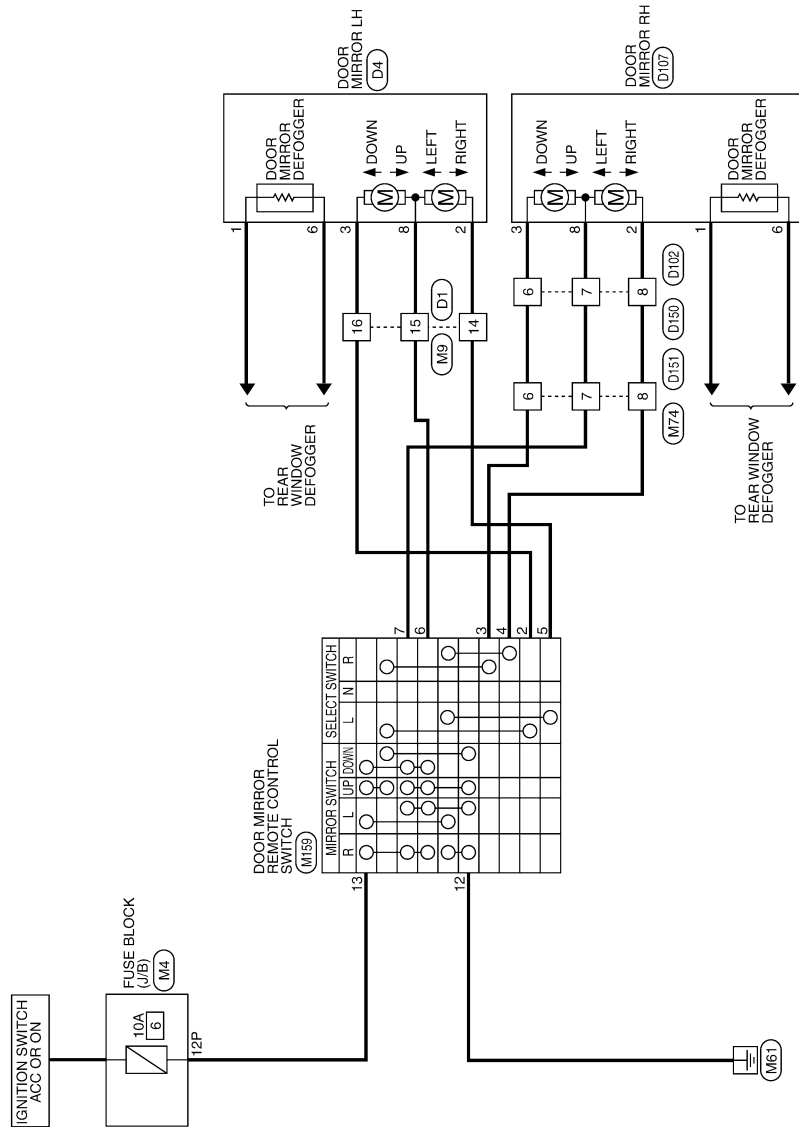 IGNITION SWITCH
ACC OR ON
FUSE BLOCK
(J/B)
M4
10A
6
12P
DOOR MIRROR
REMOTE CONTROL
SWITCH
M159
13
12
M61
MIRROR SWITCH
SELECT SWITCH
R
L
UP
DOWN
L
N
R
7
6
3
4
2
5
TO
REAR
WINDOW
DEFOGGER
16
15
14
M9
D1
1
6
3
8
2
DOOR
MIRROR
DEFOGGER
DOWN
UP
LEFT
RIGHT
M
M
DOOR
MIRROR LH
D4
6
7
8
M74
D151
6
7
8
D150
D102
3
8
2
1
6
DOWN
UP
LEFT
RIGHT
M
M
DOOR
MIRROR
DEFOGGER
DOOR
MIRROR RH
D107
TO
REAR WINDOW
DEFOGGER